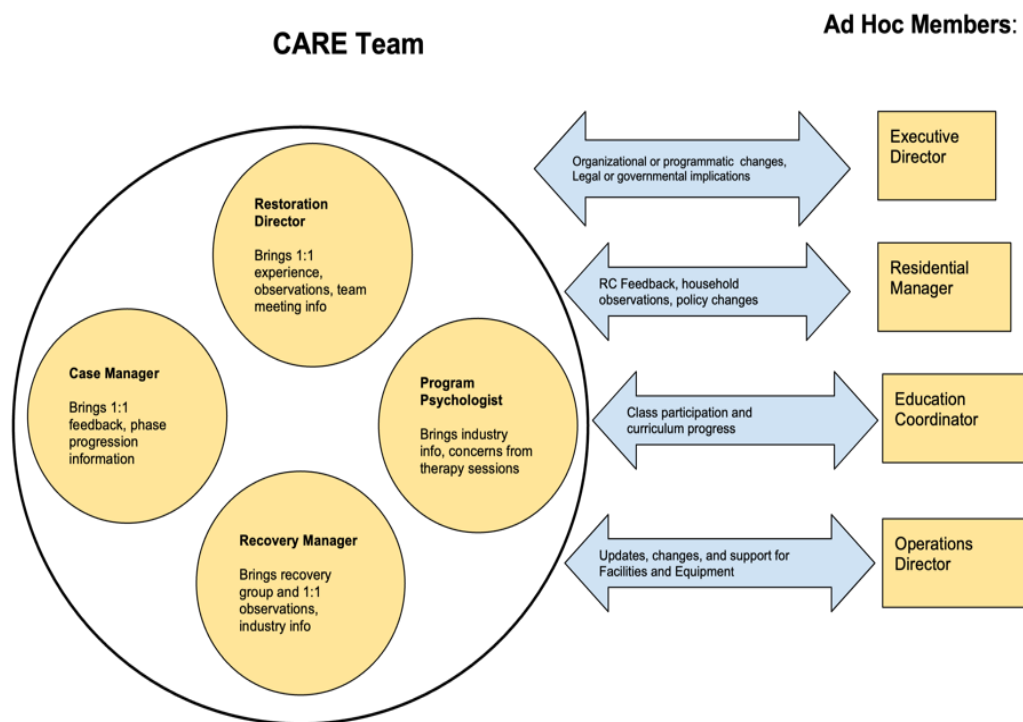 CARE Team
Ad Hoc Members:
Restoration
Director
Brings 1:1
experience,
observations, team
meeting info
Case Manager
Brings 1:1
feedback, phase
progression
information
Program
Psychologist
Brings industry
info, concerns from
therapy sessions
Recovery Manager
Brings recovery
group and 1:1
observations,
industry info
Organizational or programmatic changes,
Legal or governmental implications
Executive
Director
RC Feedback, household
observations, policy changes
Residential
Manager
Class participation and
curriculum progress
Education
Coordinator
Updates, changes, and support for
Facilities and Equipment
Operations
Director